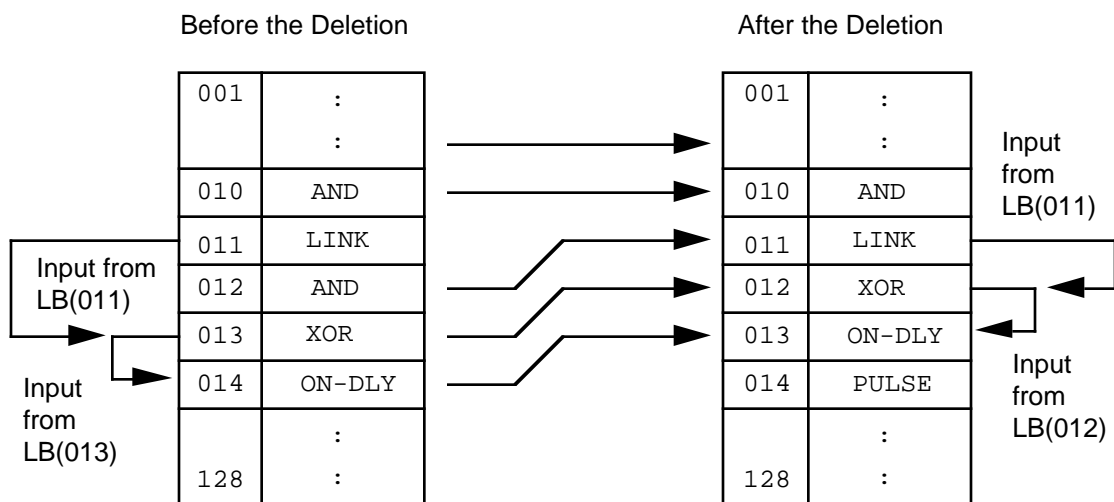 Before the Deletion
After the Deletion
001 :
:
010 AND
011 LINK
012 AND
013 XOR
014 ON-DLY
:
128 :
Input from
LB(011)
Input
from
LB(013)
001 :
:
010 AND
011 LINK
012 XOR
013 ON-DLY
014 PULSE
:
128 :
Input
from
LB(011)
Input
from
LB(012)